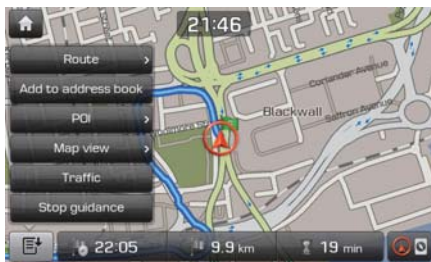 21:46
Route
Add to address book
POI
Map view
Traffic
Stop guidance
Coriander Avenue
Blackwall
Saffron Avenue
22:05
9.9 km
19 min